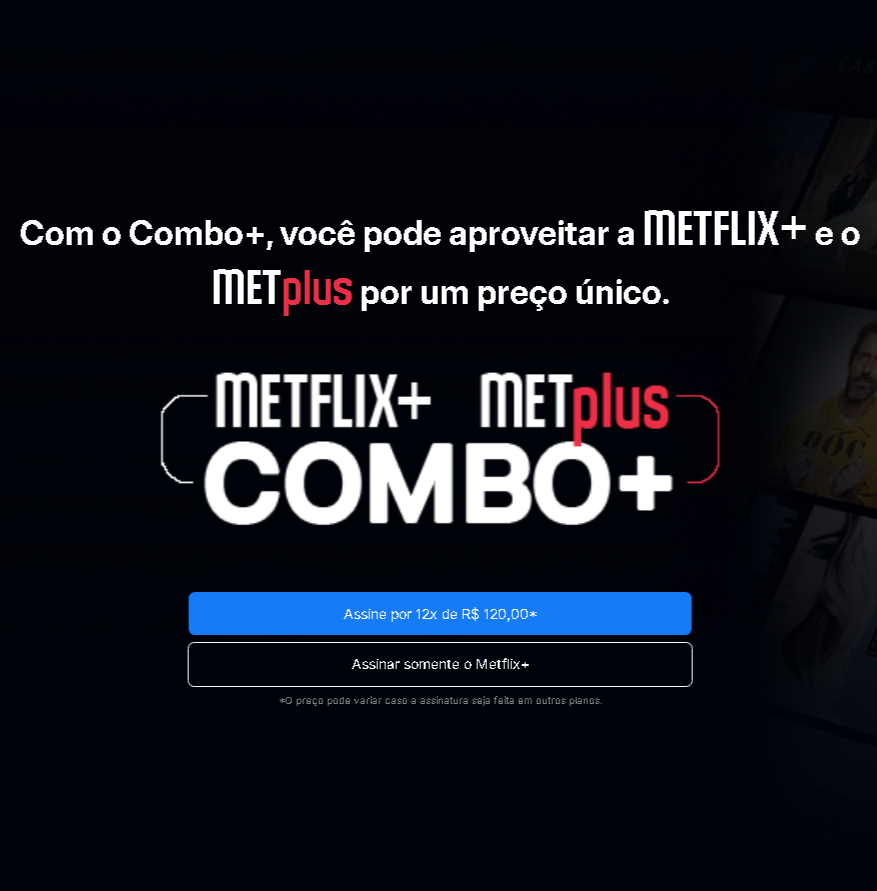 Com o Combo+, você pode aproveitar a METFLIX+ e o
METplus por um preço único.
METFLIX+ METplus
COMBO+
Assine por 12x de R$ 120,00*
Assinar somente o Metflix+
*O preço pode variar caso a assinatura seja feita em outros planos.
DOC